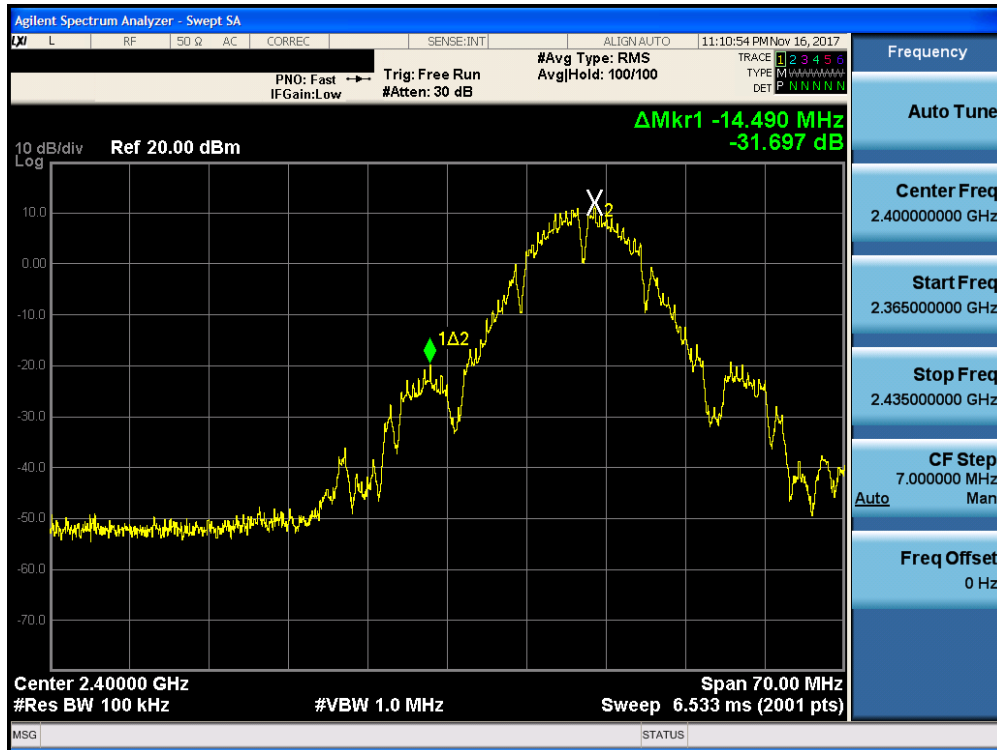 Agilent Spectrum Analyzer - Swept SA
LXI L RF 50 Ω AC CORREC SENSE:INT ALIGN AUTO 11:10:54 PM Nov 16, 2017
PNO: Fast
IFGain:Low
Trig: Free Run
#Atten: 30 dB
#Avg Type: RMS
Avg|Hold: 100/100
TRACE 1 2 3 4 5 6
TYPE M WWWWWWW
DET P N N N N N
ΔMkr1 -14.490 MHz
-31.697 dB
10 dB/div Ref 20.00 dBm
Log
10.0
0.00
-10.0
-20.0
-30.0
-40.0
-50.0
-60.0
-70.0
X2
1Δ2
Center 2.40000 GHz Span 70.00 MHz
#Res BW 100 kHz #VBW 1.0 MHz Sweep 6.533 ms (2001 pts)
MSG STATUS
Frequency
Auto Tune
Center Freq
2.400000000 GHz
Start Freq
2.365000000 GHz
Stop Freq
2.435000000 GHz
CF Step
7.000000 MHz
Auto Man
Freq Offset
0 Hz